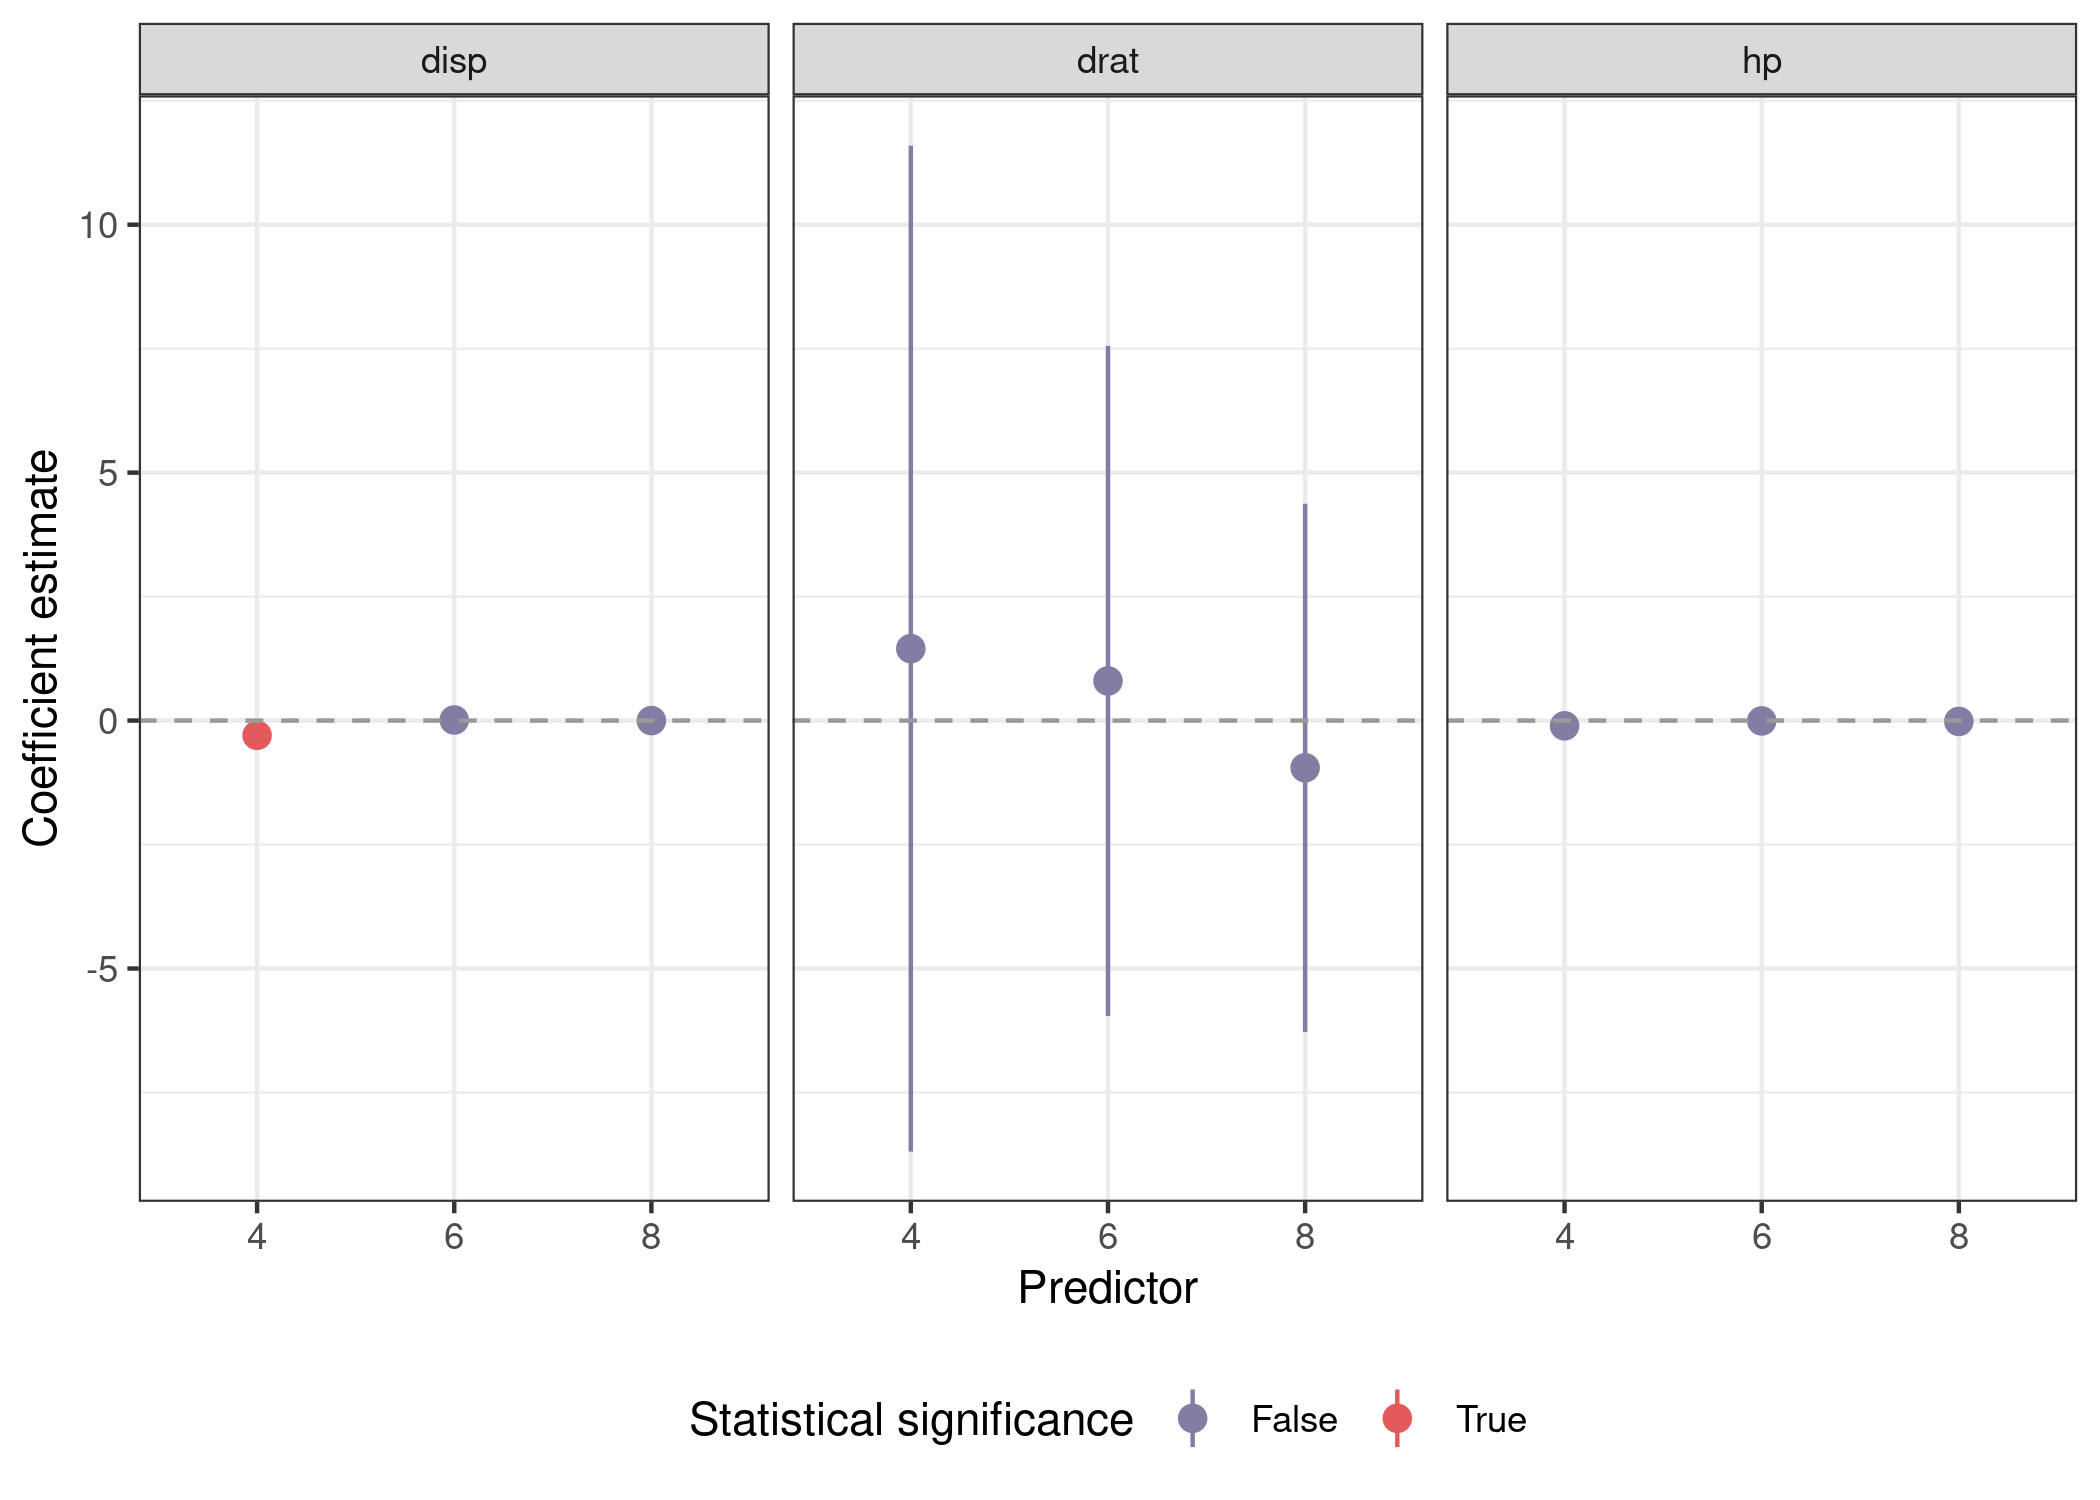 disp drat hp
10
5
0
-5
Coefficient estimate
4 6 8 4 6 8 4 6 8
Predictor
Statistical significance False True